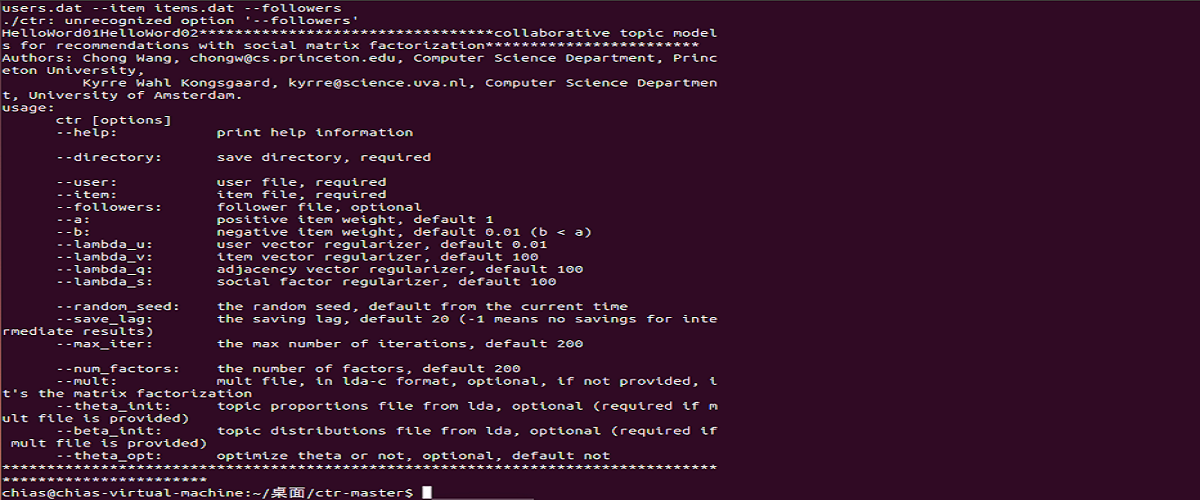 users.dat --item items.dat --followers
./ctr: unrecognized option '--followers'
HelloWord01HelloWord02*********************************collaborative topic model
s for recommendations with social matrix factorization************************
Authors: Chong Wang, chongw@cs.princeton.edu, Computer Science Department, Princ
eton University,
         Kyrre Wahl Kongsgaard, kyrre@science.uva.nl, Computer Science Departmen
t, University of Amsterdam.
usage:
      ctr [options]
      --help:           print help information
      --directory:      save directory, required
      --user:           user file, required
      --item:           item file, required
      --followers:      follower file, optional
      --a:              positive item weight, default 1
      --b:              negative item weight, default 0.01 (b < a)
      --lambda_u:       user vector regularizer, default 0.01
      --lambda_v:       item vector regularizer, default 100
      --lambda_q:       adjacency vector regularizer, default 100
      --lambda_s:       social factor regularizer, default 100
      --random_seed:    the random seed, default from the current time
      --save_lag:       the saving lag, default 20 (-1 means no savings for inte
rmediate results)
      --max_iter:       the max number of iterations, default 200
      --num_factors:    the number of factors, default 200
      --mult:           mult file, in lda-c format, optional, if not provided, i
t's the matrix factorization
      --theta_init:     topic proportions file from lda, optional (required if m
ult file is provided)
      --beta_init:      topic distributions file from lda, optional (required if
 mult file is provided)
      --theta_opt:      optimize theta or not, optional, default not
********************************************************************************
***********************
chias@chias-virtual-machine:~/桌面/ctr-master$